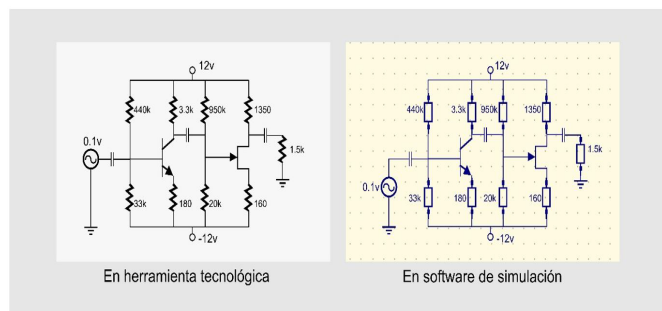 12v
440k
3.3k
950k
1350
0.1v
1.5k
33k
180
20k
160
-12v
En herramienta tecnológica
12v
440k
3.3k
950k
1350
1.5k
0.1v
33k
180
20k
160
-12v
En software de simulación